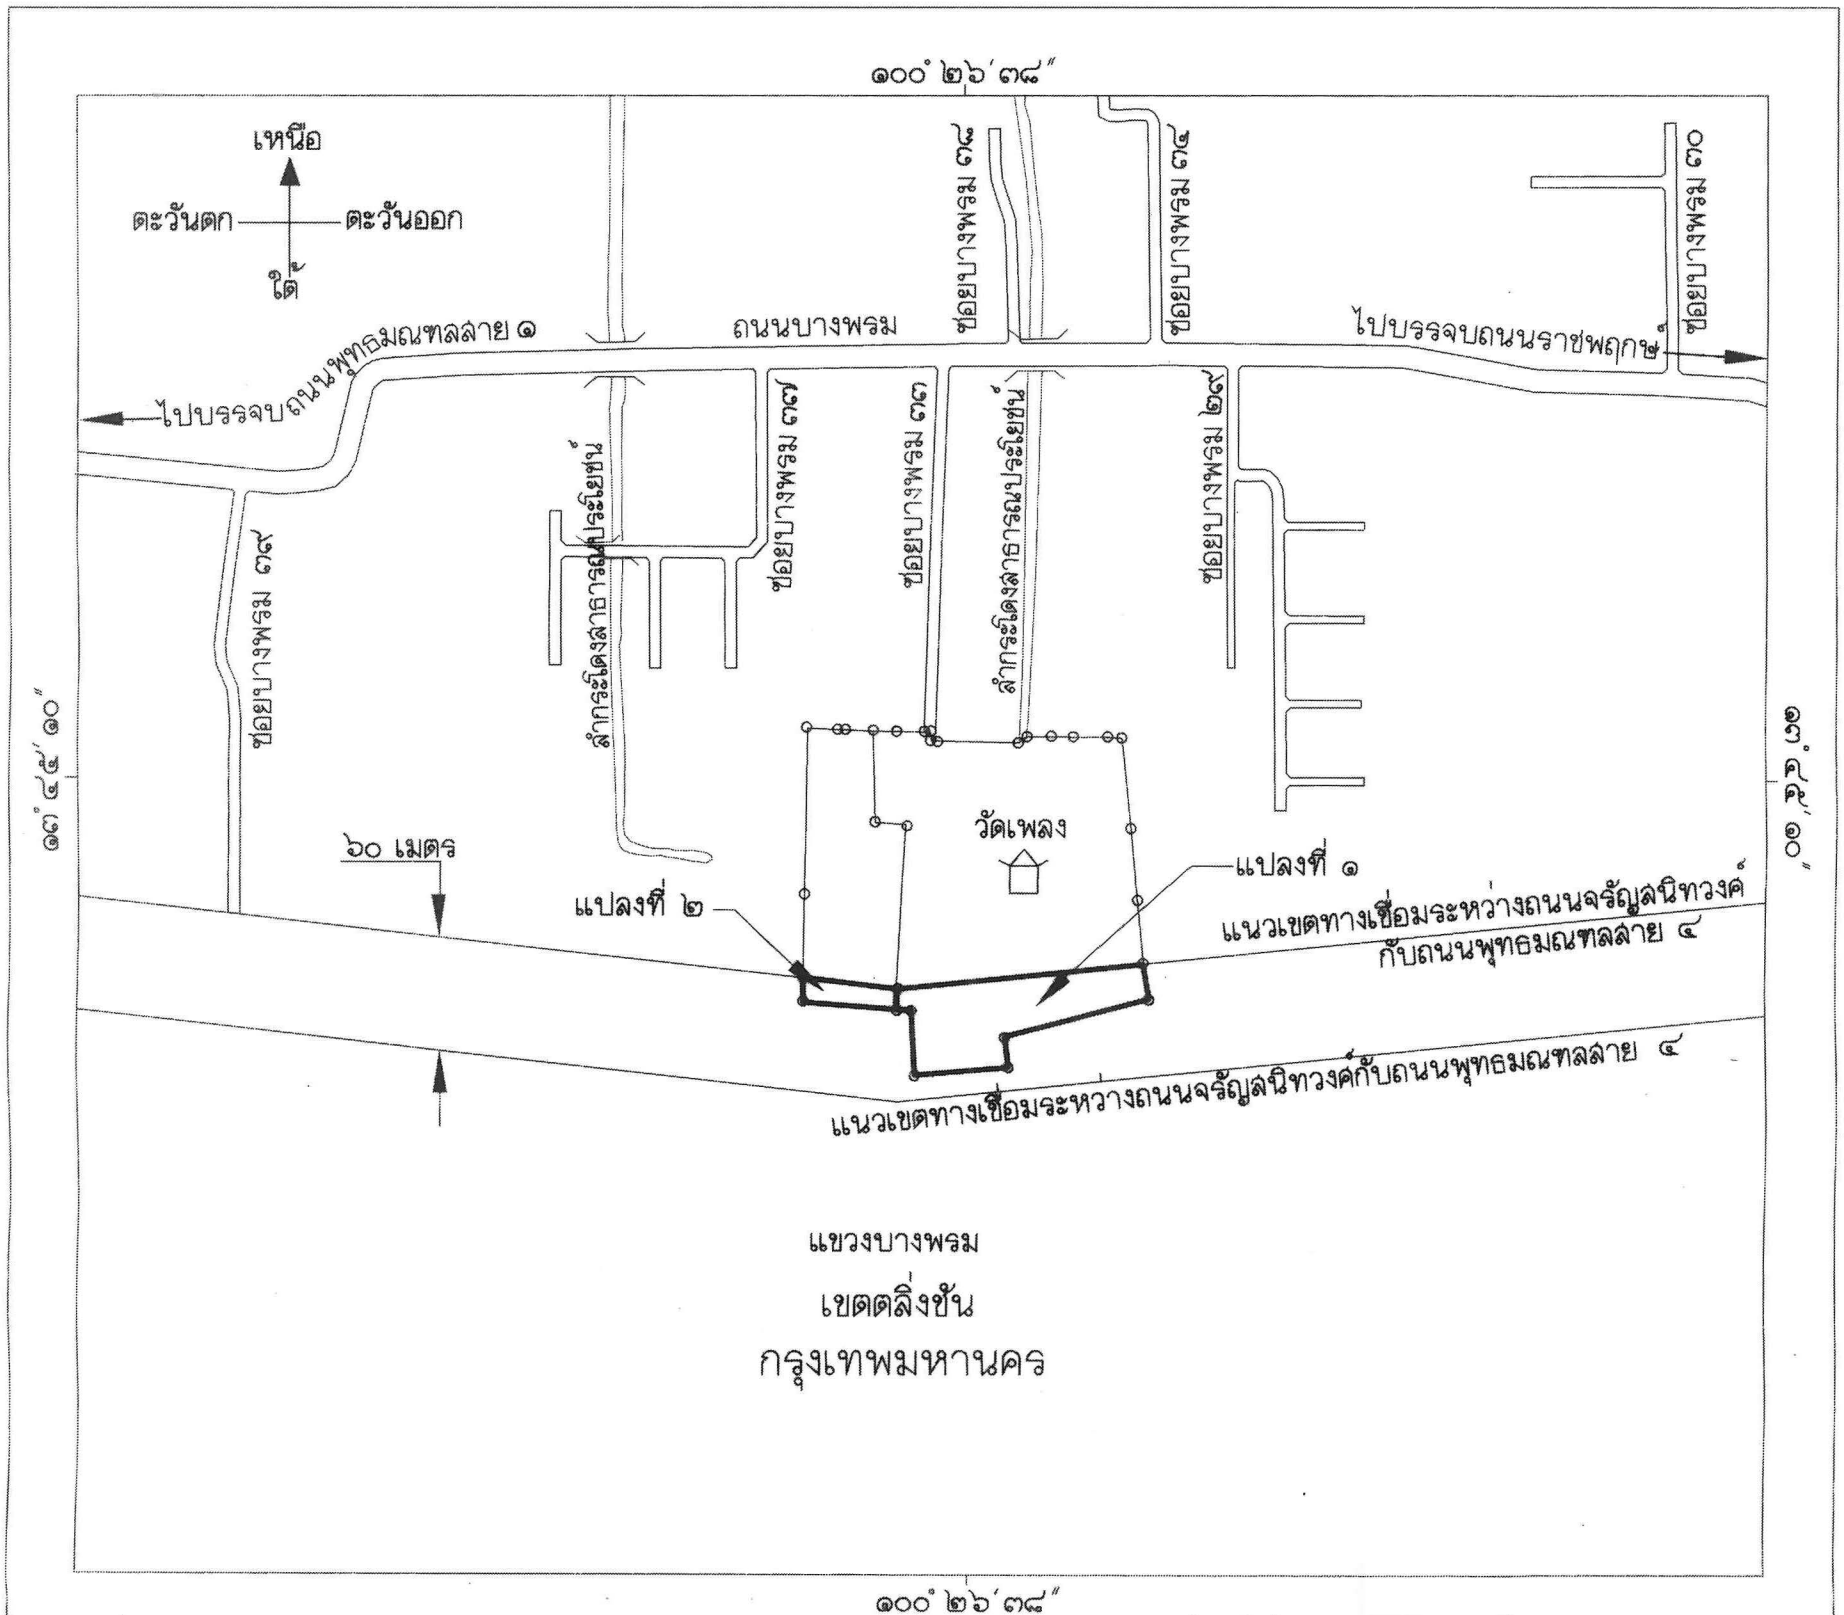 ๑๐๐° ๒๖′ ๓๘″
เหนือ
ตะวันตก
ตะวันออก
ใต้
ซอยบางพรม ๓๘
ซอยบางพรม ๓๔
ซอยบางพรม ๓๐
ไปบรรจบถนนพุทธมณฑลสาย ๑
ถนนบางพรม
ไปบรรจบถนนราชพฤกษ์
ซอยบางพรม ๓๙
ลำกระโดงสาธารณประโยชน์
ซอยบางพรม ๓๗
ซอยบางพรม ๓๓
ลำกระโดงสาธารณประโยชน์
ซอยบางพรม ๒๙
๑๓° ๔๕′ ๑๐″
๑๓° ๔๕′ ๑๐″
๖๐ เมตร
วัดเพลง
แปลงที่ ๑
แปลงที่ ๒
แนวเขตทางเชื่อมระหว่างถนนจรัญสนิทวงศ์
กับถนนพุทธมณฑลสาย ๔
แนวเขตทางเชื่อมระหว่างถนนจรัญสนิทวงศ์กับถนนพุทธมณฑลสาย ๔
แขวงบางพรม
เขตตลิ่งชัน
กรุงเทพมหานคร
๑๐๐° ๒๖′ ๓๘″